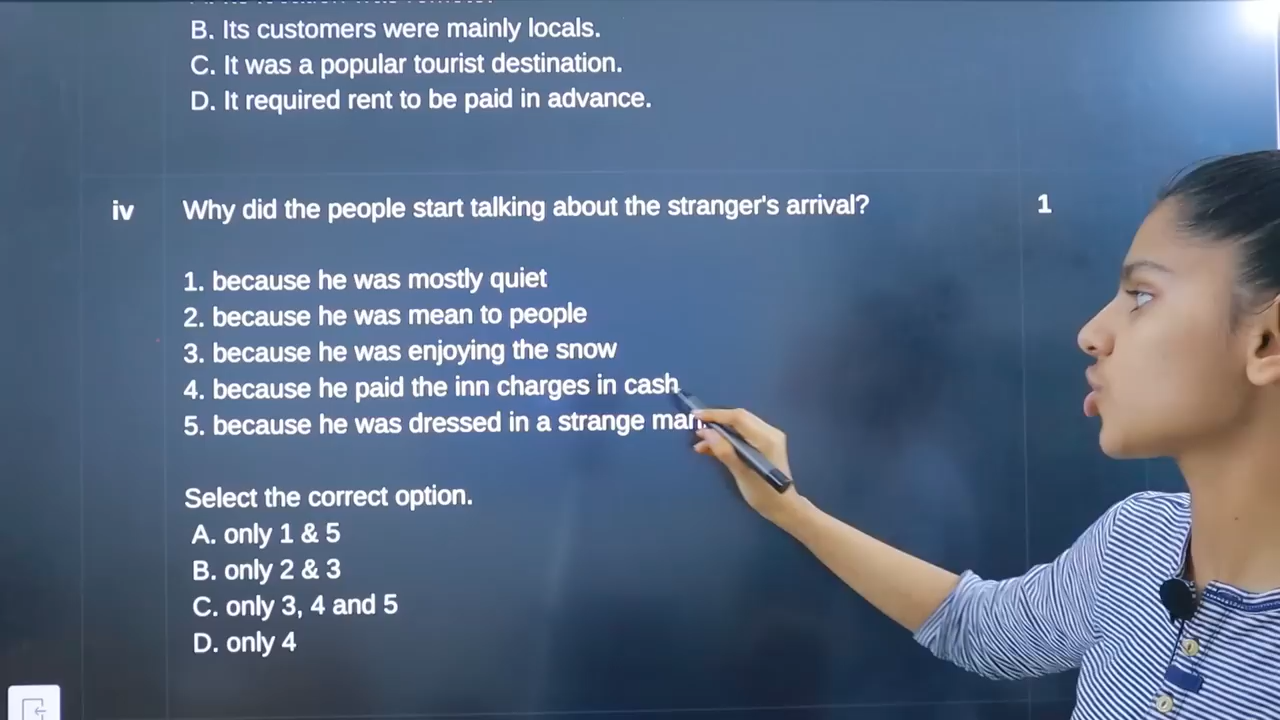 B. Its customers were mainly locals.
C. It was a popular tourist destination.
D. It required rent to be paid in advance.
iv Why did the people start talking about the stranger's arrival? 1
1. because he was mostly quiet
2. because he was mean to people
3. because he was enjoying the snow
4. because he paid the inn charges in cash
5. because he was dressed in a strange
Select the correct option.
A. only 1 & 5
B. only 2 & 3
C. only 3, 4 and 5
D. only 4